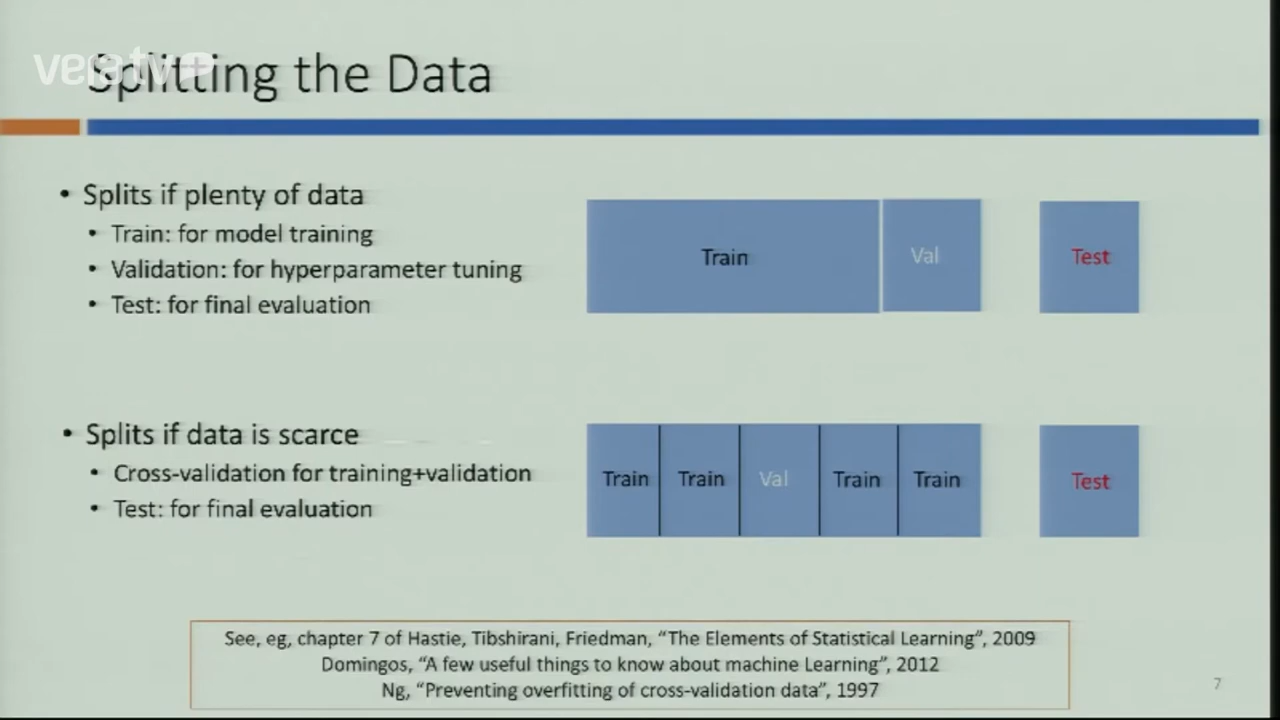 vera tv+
Splitting the Data
• Splits if plenty of data
• Train: for model training
• Validation: for hyperparameter tuning
• Test: for final evaluation
Train
Val
Test
• Splits if data is scarce
• Cross-validation for training+validation
• Test: for final evaluation
Train Train Val Train Train
Test
See, eg, chapter 7 of Hastie, Tibshirani, Friedman, “The Elements of Statistical Learning”, 2009
Domingos, “A few useful things to know about machine Learning”, 2012
Ng, “Preventing overfitting of cross-validation data”, 1997
7